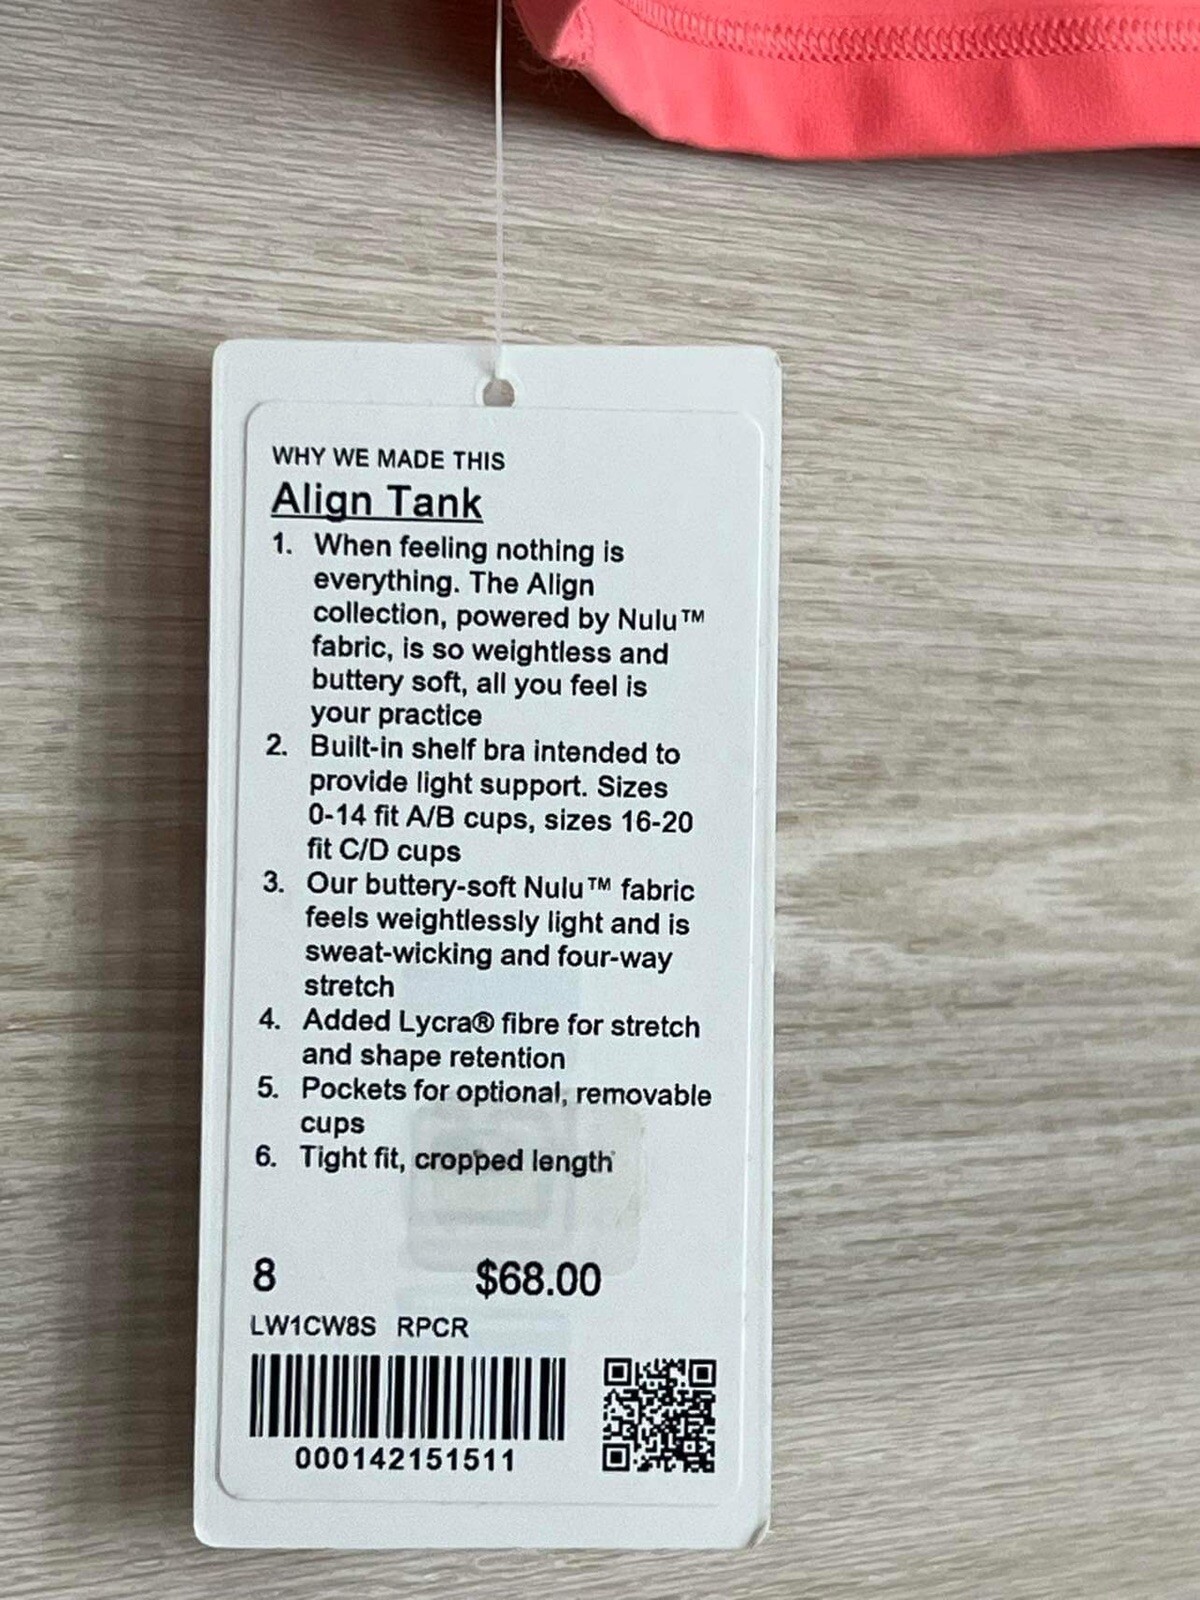 WHY WE MADE THIS
Align Tank
1. When feeling nothing is
everything. The Align
collection, powered by Nulu™
fabric, is so weightless and
buttery soft, all you feel is
your practice
2. Built-in shelf bra intended to
provide light support. Sizes
0-14 fit A/B cups, sizes 16-20
fit C/D cups
3. Our buttery-soft Nulu™ fabric
feels weightlessly light and is
sweat-wicking and four-way
stretch
4. Added Lycra® fibre for stretch
and shape retention
5. Pockets for optional, removable
cups
6. Tight fit, cropped length
8 $68.00
LW1CW8S RPCR
000142151511